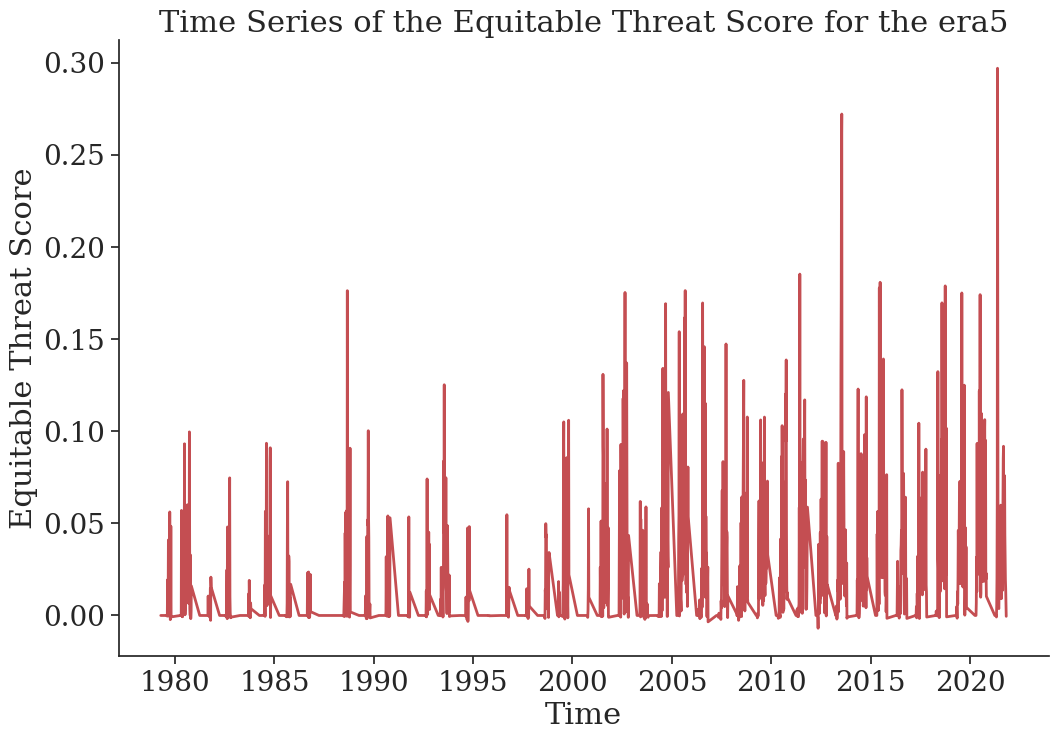 Time Series of the Equitable Threat Score for the era5
Equitable Threat Score
0.30
0.25
0.20
0.15
0.10
0.05
0.00
1980 1985 1990 1995 2000 2005 2010 2015 2020
Time